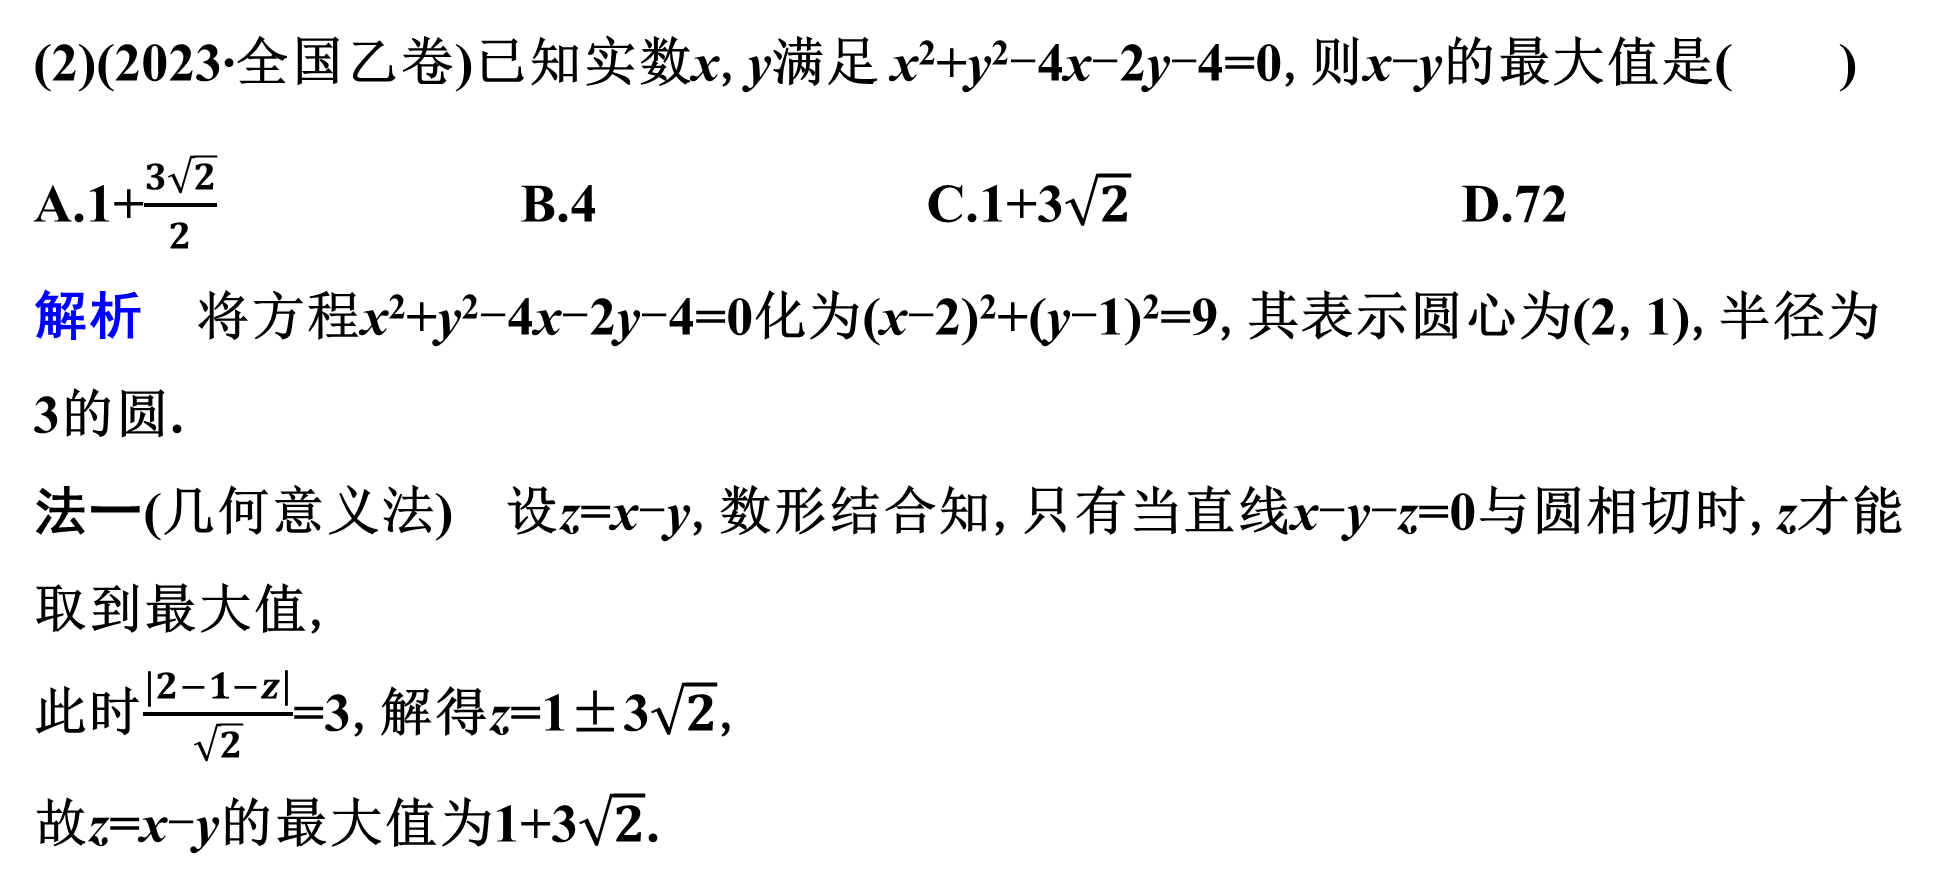 (2)(2023·全国乙卷)已知实数x, y满足 x²+y²−4x−2y−4=0, 则x−y的最大值是(  )
A.1+\frac{3\sqrt{2}}{2} B.4 C.1+3√2 D.72
解析 将方程x²+y²−4x−2y−4=0化为(x−2)²+(y−1)²=9, 其表示圆心为(2, 1), 半径为
3的圆.
法一(几何意义法) 设z=x−y, 数形结合知, 只有当直线x−y−z=0与圆相切时, z才能
取到最大值,
此时\frac{|2−1−z|}{\sqrt{2}}=3, 解得z=1±3√2,
故z=x−y的最大值为1+3√2.